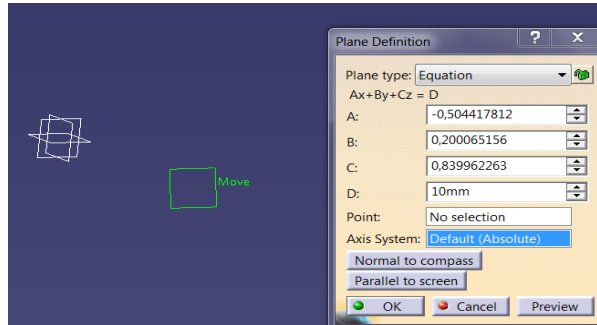 Plane Definition ? X
Plane type: Equation
Ax+By+Cz = D
A: -0,504417812
B: 0,200065156
C: 0,839962263
D: 10mm
Point: No selection
Axis System: Default (Absolute)
Normal to compass
Parallel to screen
OK Cancel Preview
Move